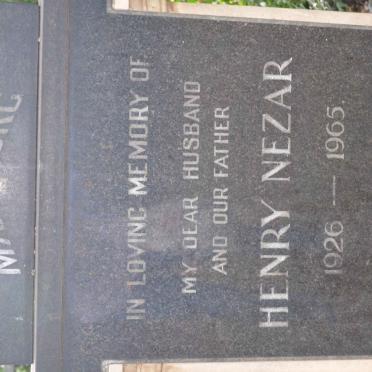 IN LOVING MEMORY OF
MY DEAR HUSBAND
AND OUR FATHER
HENRY NEZAR
1926 — 1965.